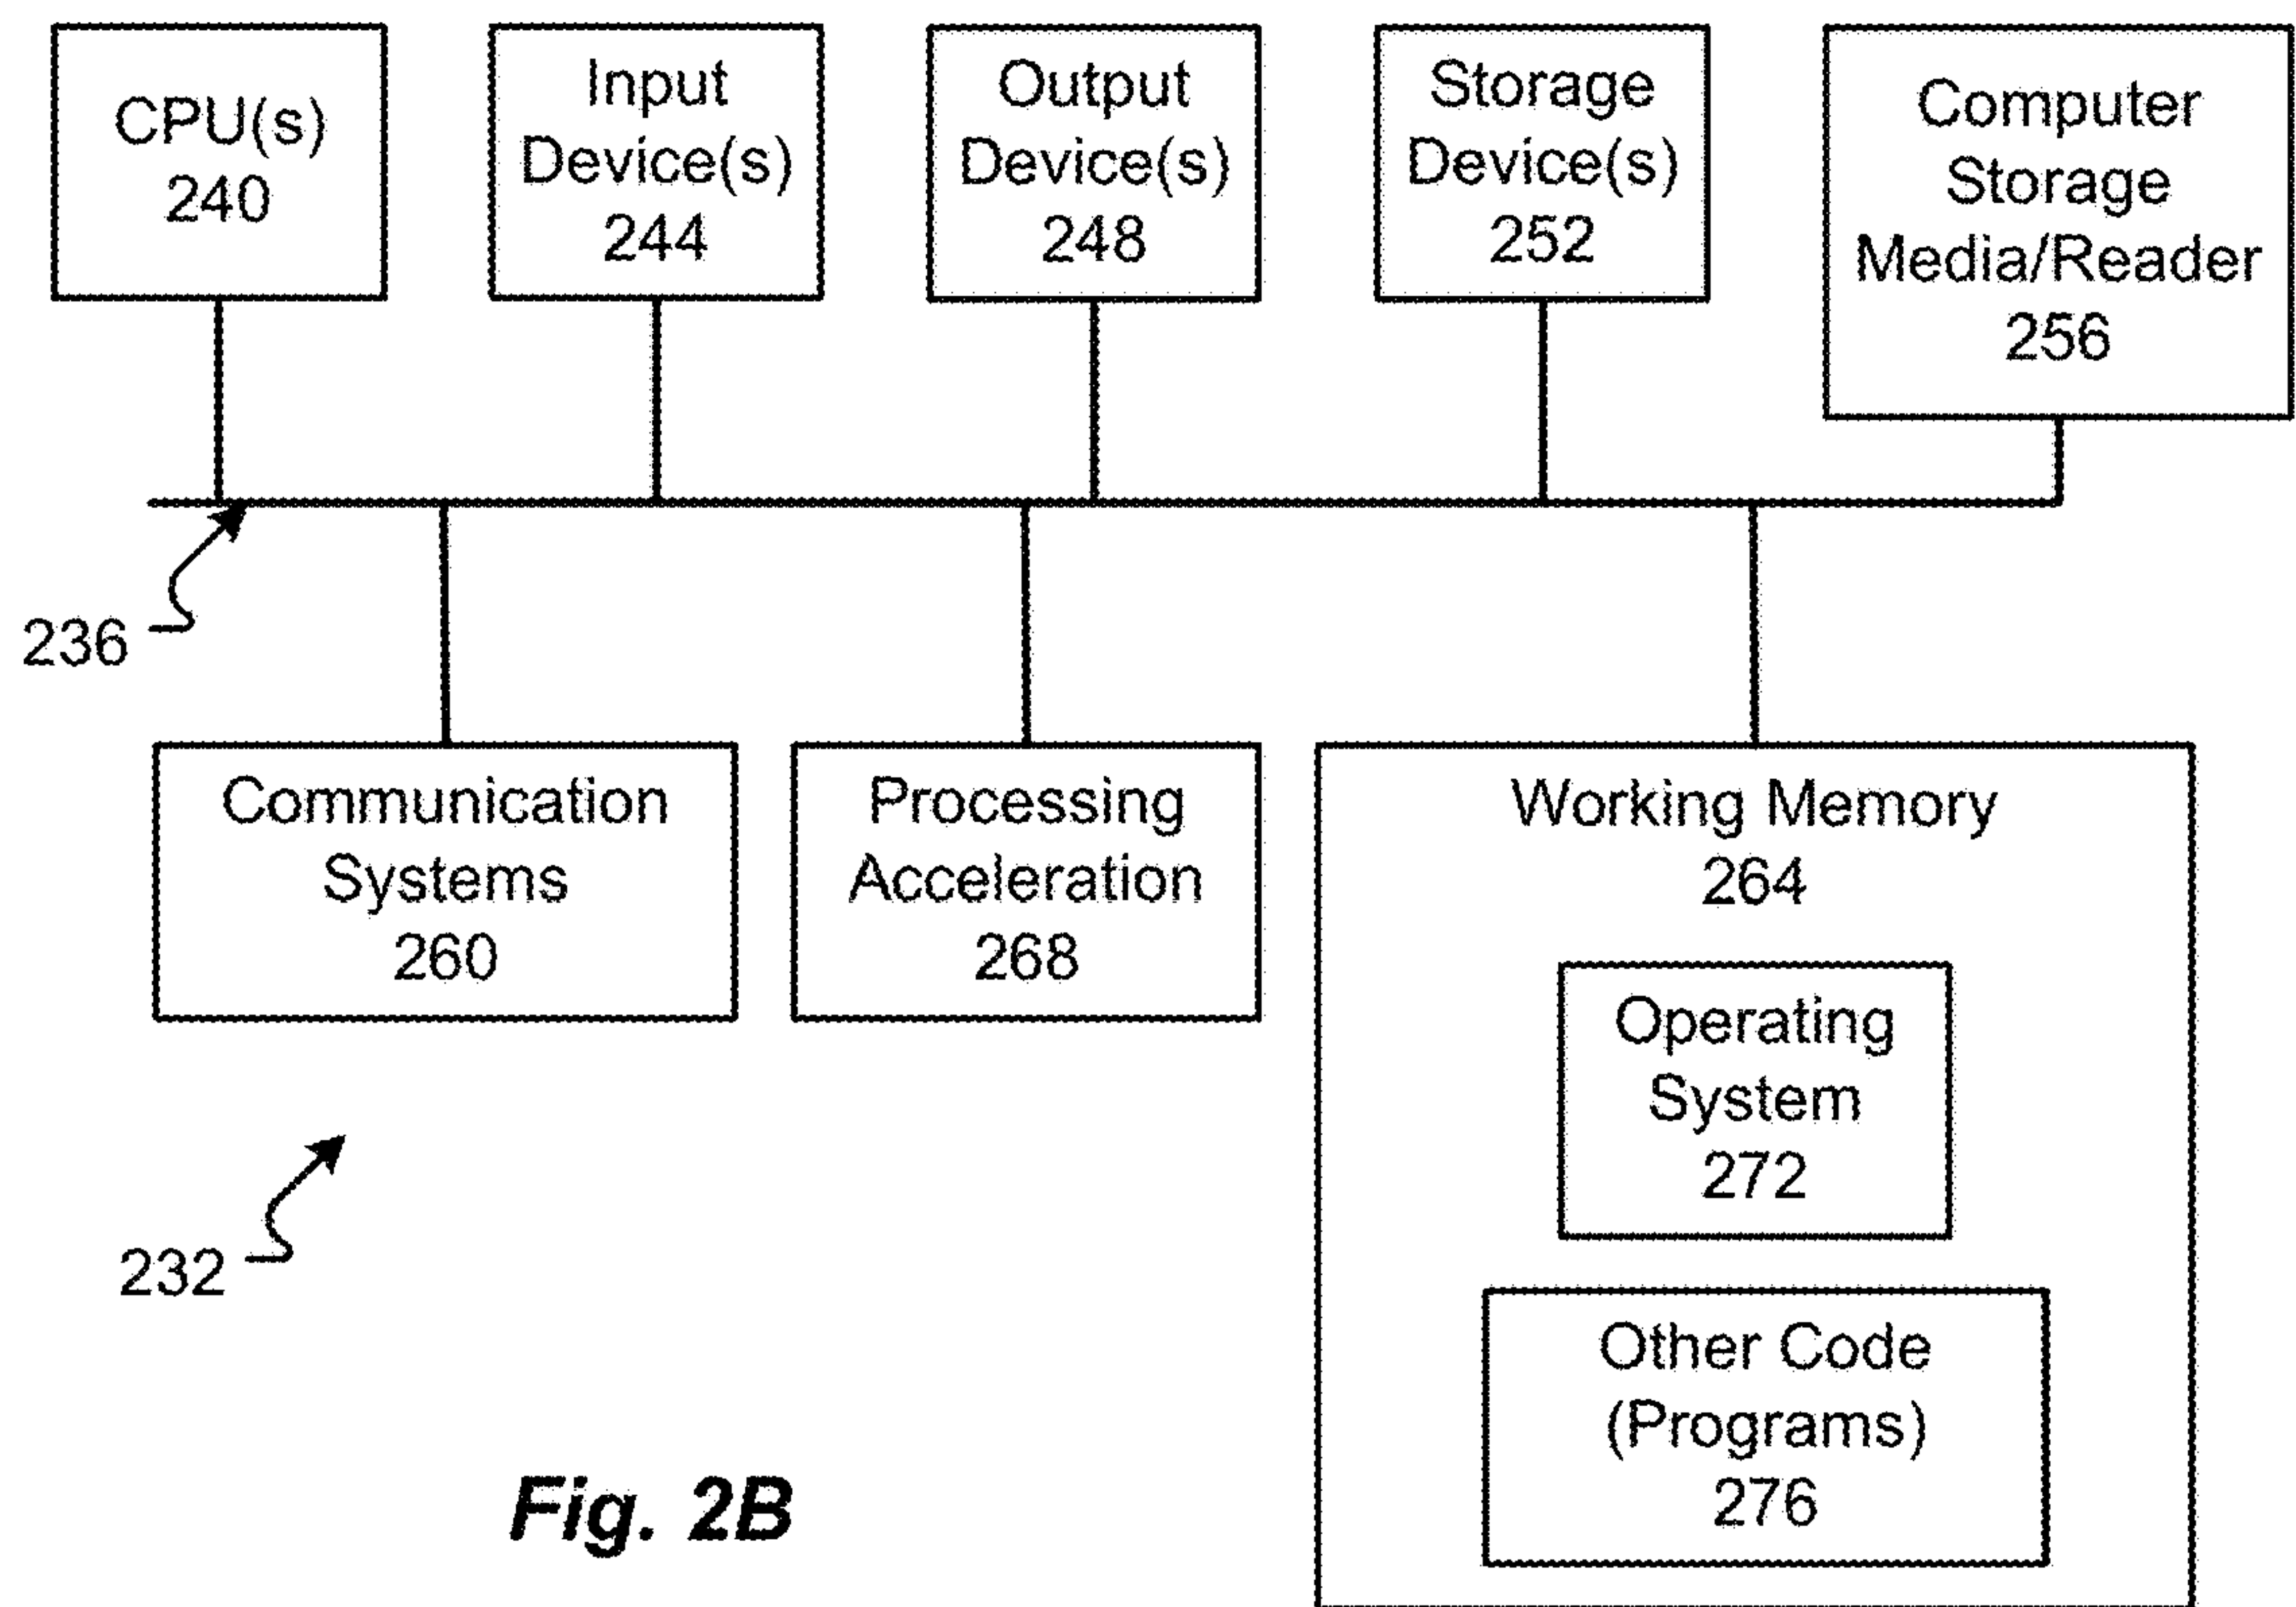 CPU(s)
240
Input
Device(s)
244
Output
Device(s)
248
Storage
Device(s)
252
Computer
Storage
Media/Reader
256
236
Communication
Systems
260
Processing
Acceleration
268
Working Memory
264
Operating
System
272
Other Code
(Programs)
276
232
Fig. 2B